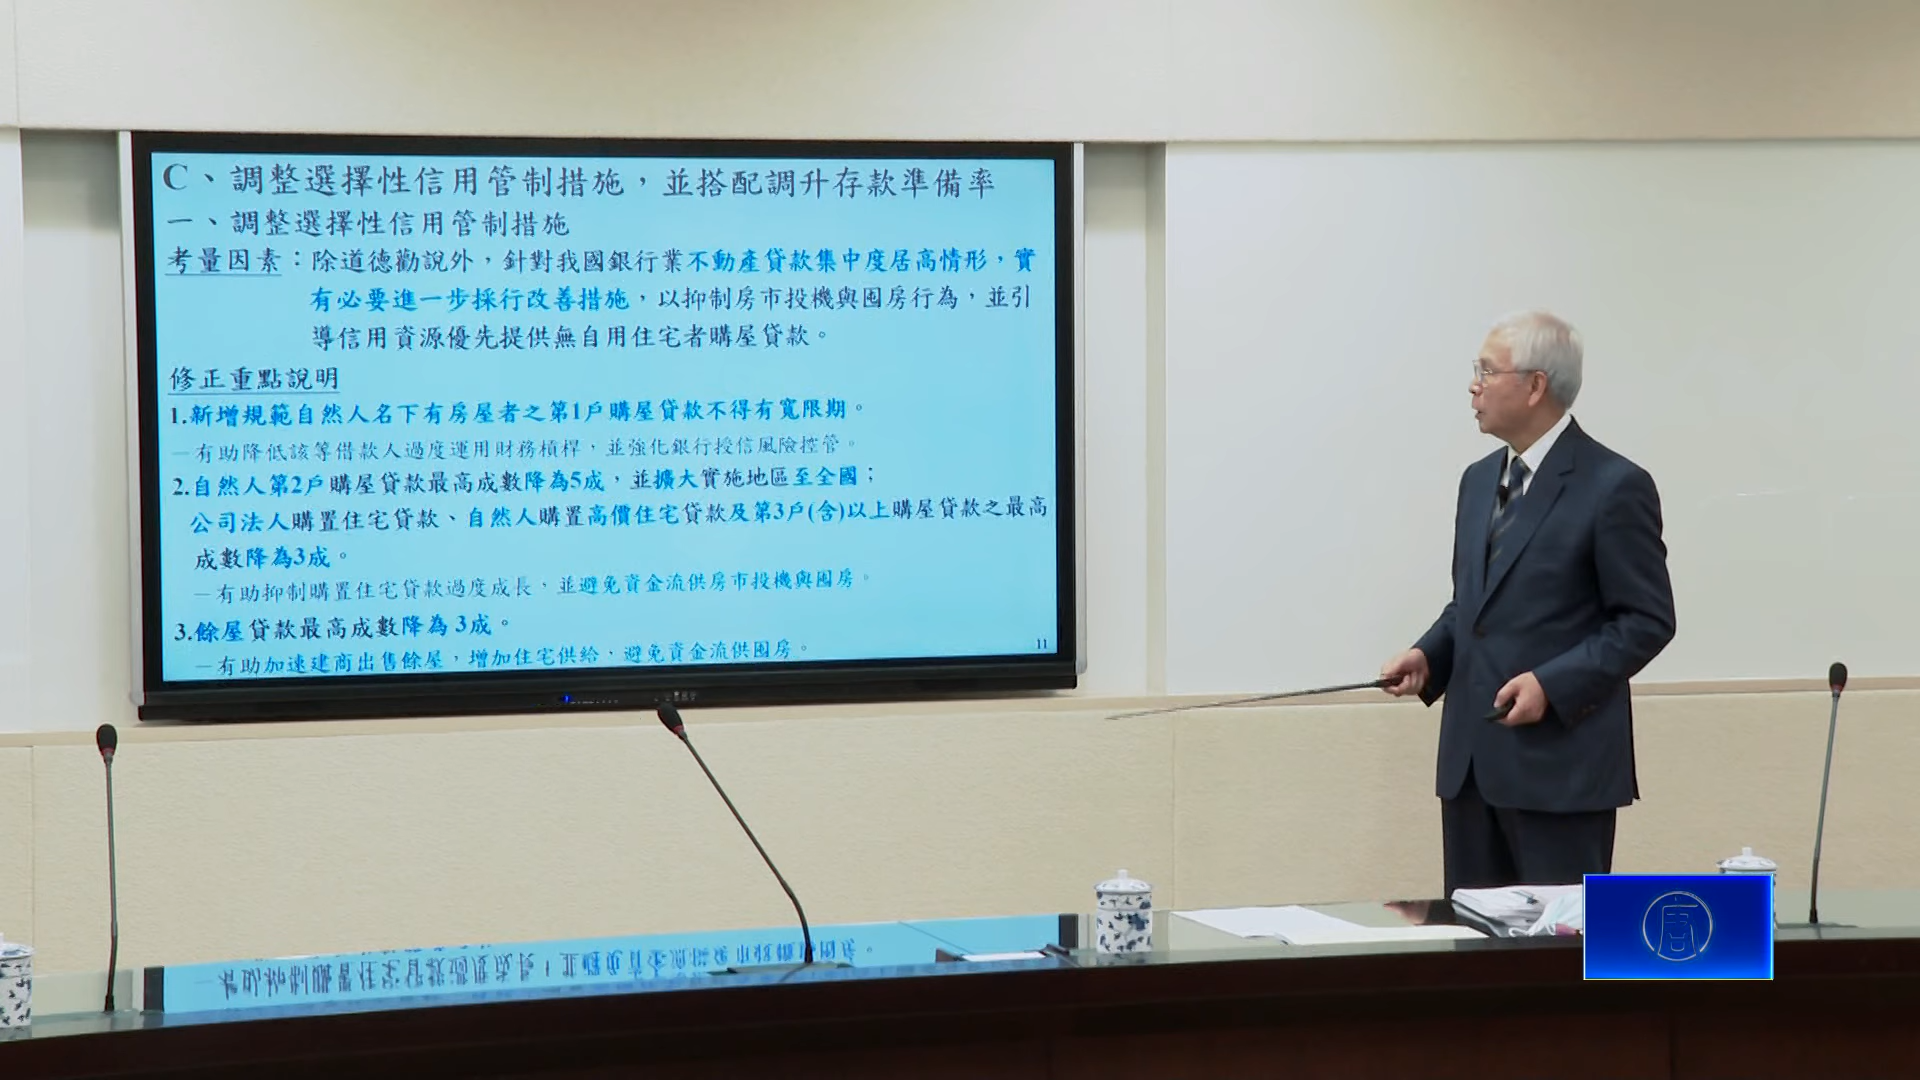 C、調整選擇性信用管制措施，並搭配調升存款準備率
一、調整選擇性信用管制措施
考量因素：除道德勸說外，針對我國銀行業不動產貸款集中度居高情形，實
有必要進一步採行改善措施，以抑制房市投機與囤房行為，並引
導信用資源優先提供無自用住宅者購屋貸款。
修正重點說明
1.新增規範自然人名下有房屋者之第1戶購屋貸款不得有寬限期。
－有助降低該等借款人過度運用財務槓桿，並強化銀行授信風險控管。
2.自然人第2戶購屋貸款最高成數降為5成，並擴大實施地區至全國；
公司法人購置住宅貸款、自然人購置高價住宅貸款及第3戶(含)以上購屋貸款之最高
成數降為3成。
－有助抑制購置住宅貸款過度成長，並避免資金流供房市投機與囤房。
3.餘屋貸款最高成數降為3成。
－有助加速建商出售餘屋，增加住宅供給，避免資金流供囤房。
11